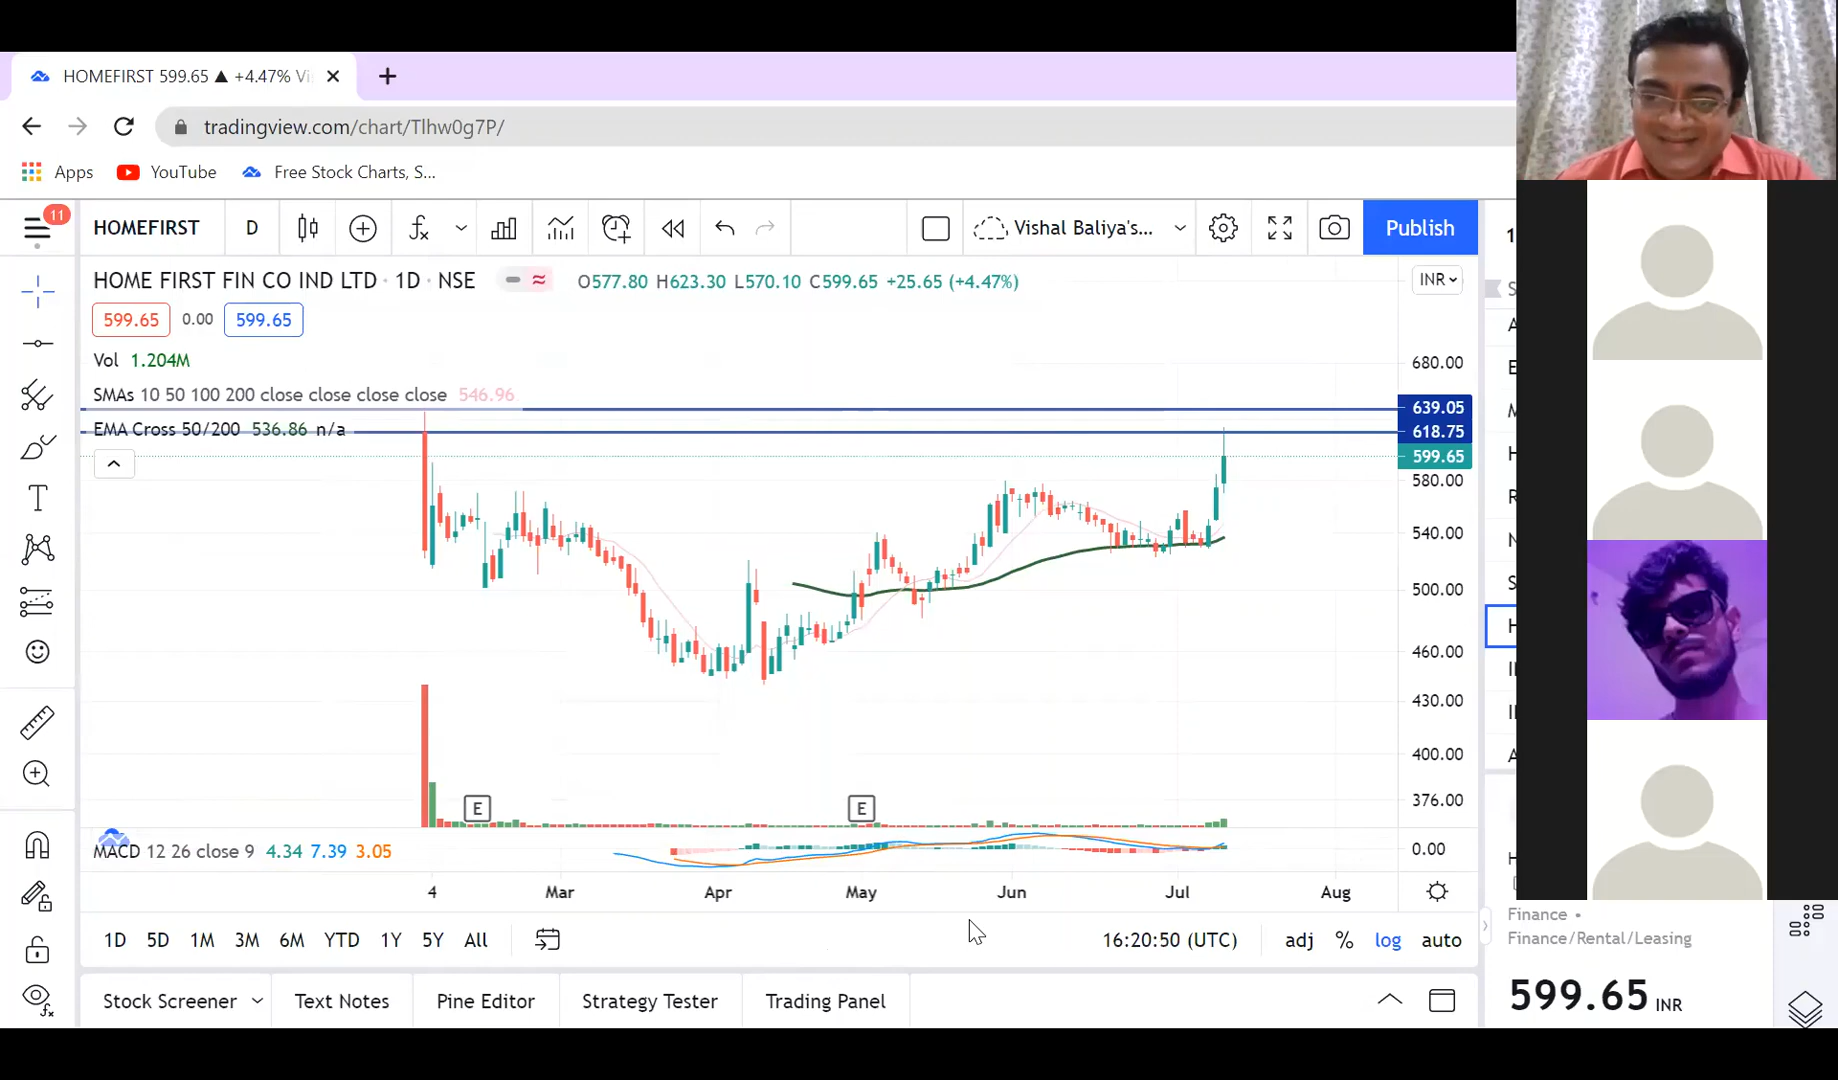 HOMEFIRST 599.65 ▲ +4.47% Vi
tradingview.com/chart/Tlhw0g7P/
Apps YouTube Free Stock Charts, S...
11
HOMEFIRST D Vishal Baliya's... Publish
HOME FIRST FIN CO IND LTD · 1D · NSE O577.80 H623.30 L570.10 C599.65 +25.65 (+4.47%) INR
599.65 0.00 599.65
Vol 1.204M
680.00
SMAs 10 50 100 200 close close close close 546.96
639.05
EMA Cross 50/200 536.86 n/a
618.75
599.65
580.00
540.00
500.00
460.00
430.00
400.00
376.00
E E
MACD 12 26 close 9 4.34 7.39 3.05
0.00
4 Mar Apr May Jun Jul Aug
1D 5D 1M 3M 6M YTD 1Y 5Y All 16:20:50 (UTC) adj % log auto
Stock Screener Text Notes Pine Editor Strategy Tester Trading Panel
Finance •
Finance/Rental/Leasing
599.65 INR